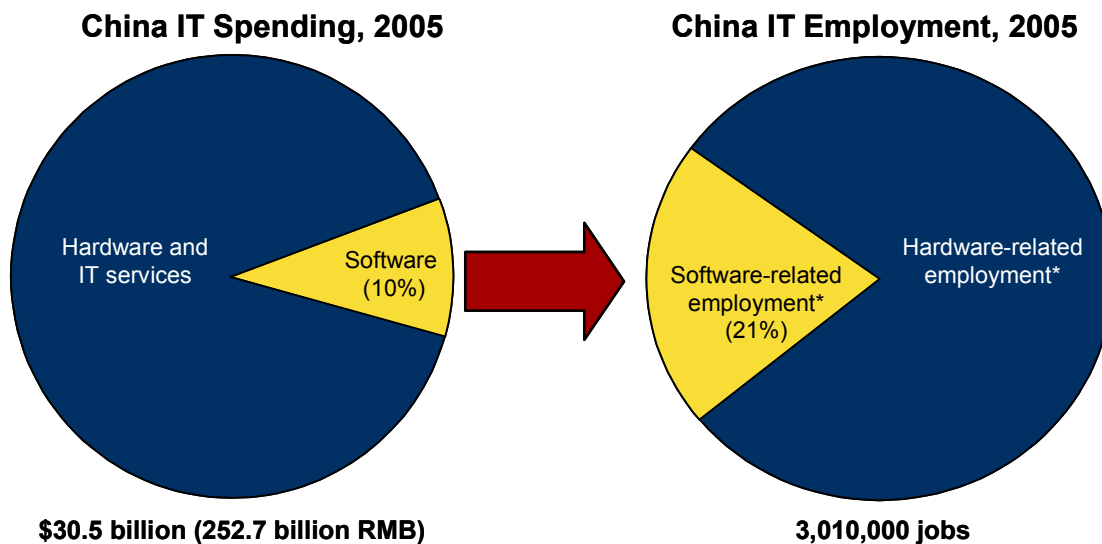 China IT Spending, 2005
Hardware and
IT services
Software
(10%)
$30.5 billion (252.7 billion RMB)
China IT Employment, 2005
Software-related
employment*
(21%)
Hardware-related
employment*
3,010,000 jobs